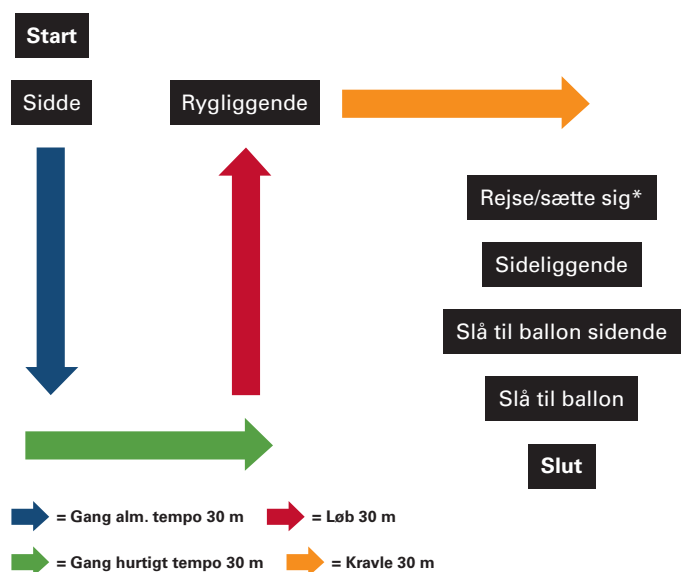 Start
Sidde
Rygliggende
Rejse/sætte sig*
Sideliggende
Slå til ballon sidende
Slå til ballon
Slut
= Gang alm. tempo 30 m
= Løb 30 m
= Gang hurtigt tempo 30 m
= Kravle 30 m